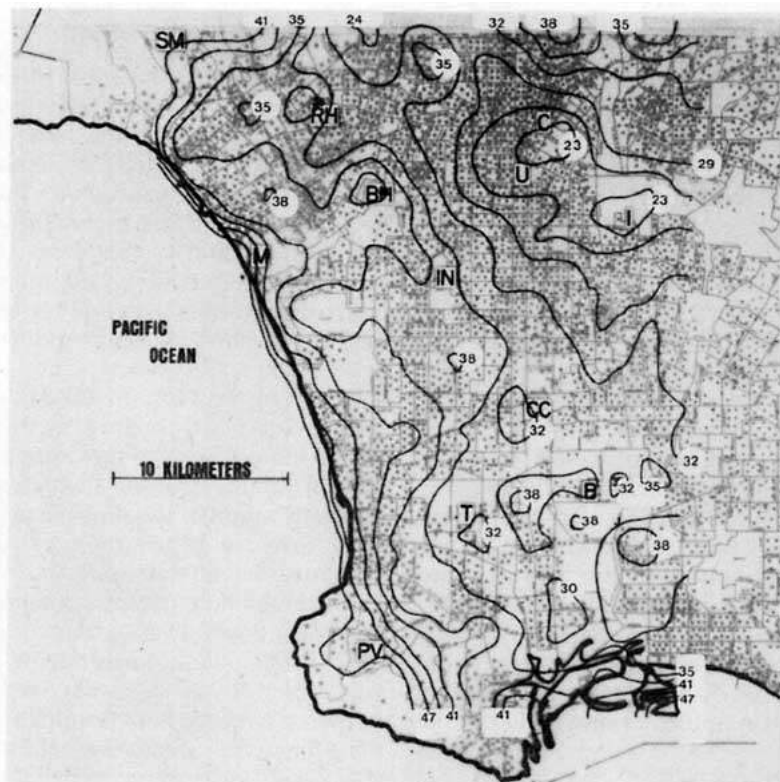 41 35 24 32 38 35
SM
35
35 RH C
23
29
U
38 BH 23
I
M
IN
PACIFIC
OCEAN
38
CC
32
10 KILOMETERS
32
B 32 35
38
T C 38
32 38
30
PV
35
41
47
47 41 41